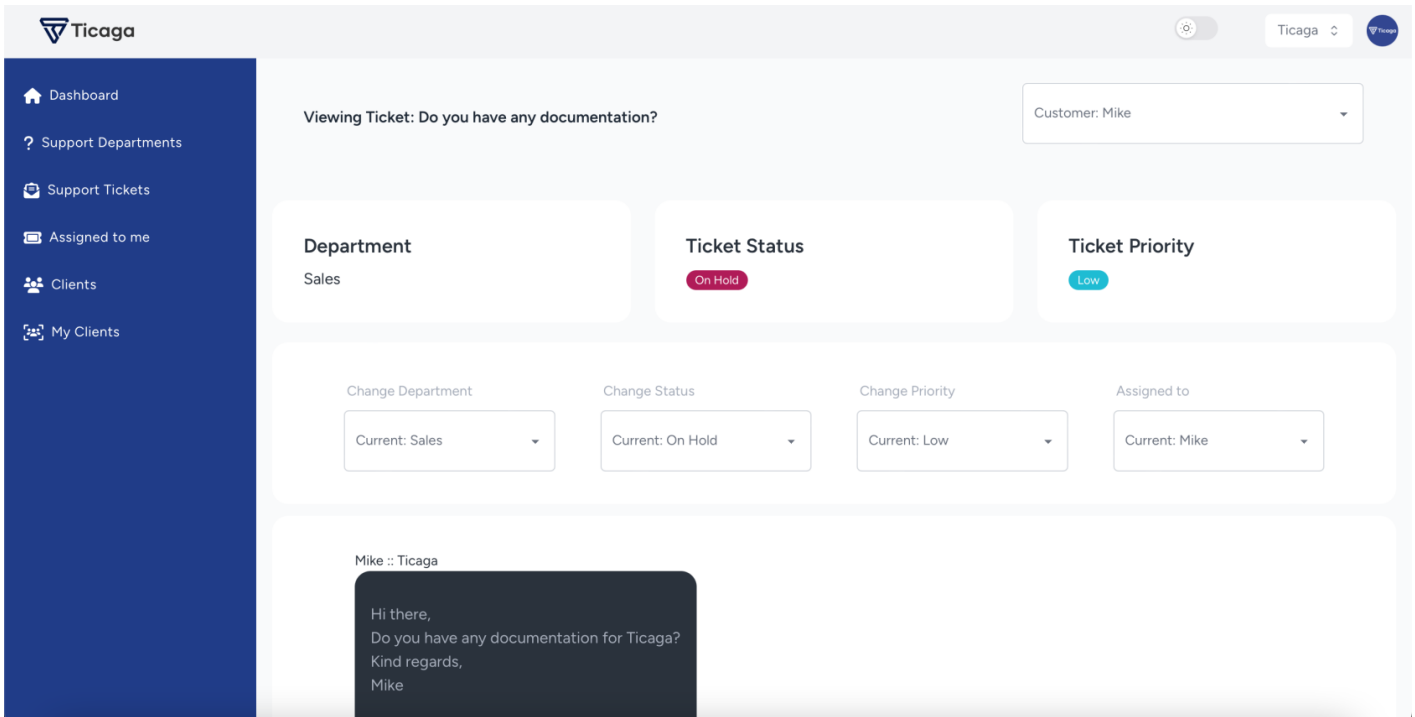 Ticaga
Ticaga
Ticaga
Dashboard
Support Departments
Support Tickets
Assigned to me
Clients
My Clients
Viewing Ticket: Do you have any documentation?
Customer: Mike
Department
Sales
Ticket Status
On Hold
Ticket Priority
Low
Change Department
Current: Sales
Change Status
Current: On Hold
Change Priority
Current: Low
Assigned to
Current: Mike
Mike :: Ticaga
Hi there,
Do you have any documentation for Ticaga?
Kind regards,
Mike